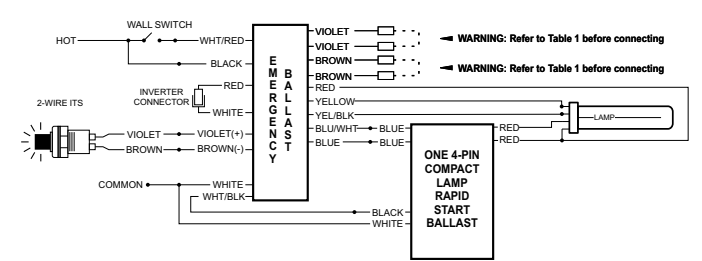 WALL SWITCH
HOT
WHT/RED
BLACK
RED
INVERTER
CONNECTOR
WHITE
2-WIRE ITS
VIOLET
VIOLET(+)
BROWN
BROWN(-)
COMMON
WHITE
WHT/BLK
EMERGENCY
BALLAST
VIOLET
WARNING: Refer to Table 1 before connecting
VIOLET
BROWN
WARNING: Refer to Table 1 before connecting
BROWN
RED
YELLOW
YEL/BLK
BLU/WHT
BLUE
BLUE
BLUE
RED
RED
LAMP
ONE 4-PIN
COMPACT
LAMP
RAPID
START
BALLAST
BLACK
WHITE